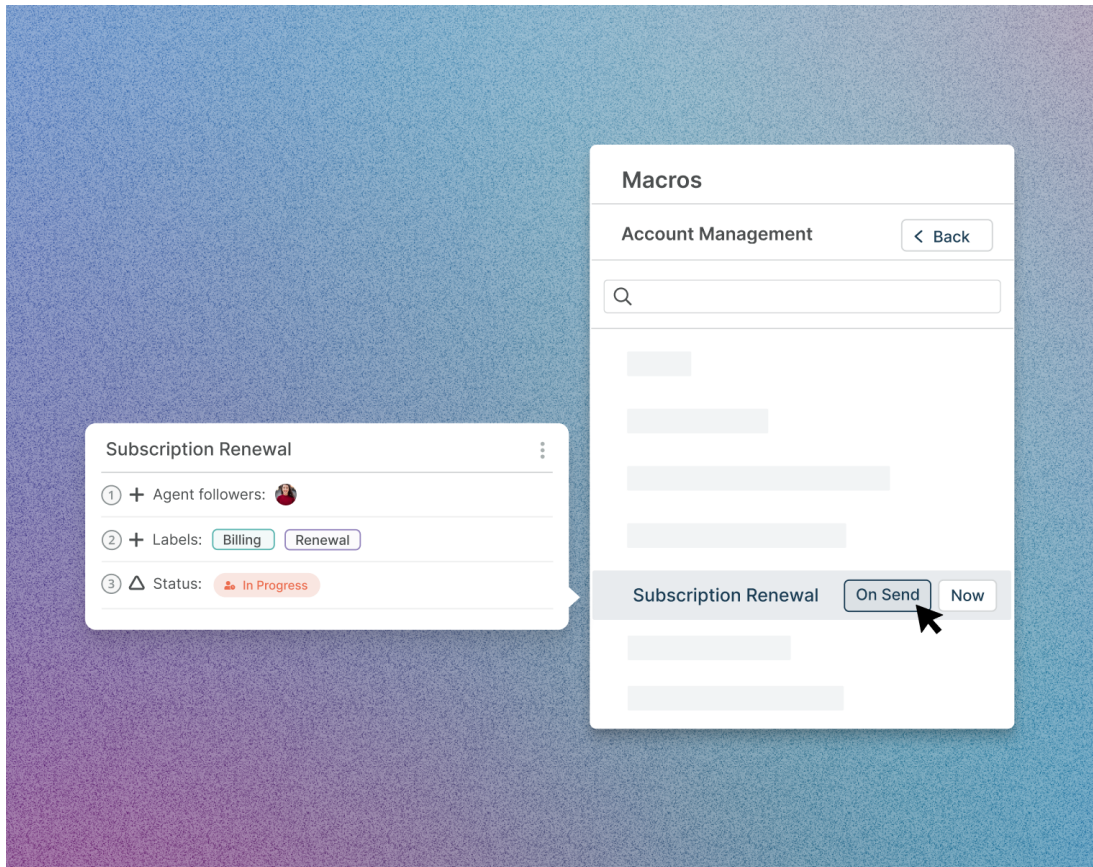 Macros
Account Management
Back
Subscription Renewal
1 Agent followers:
2 Labels: Billing Renewal
3 Status: In Progress
Subscription Renewal On Send Now